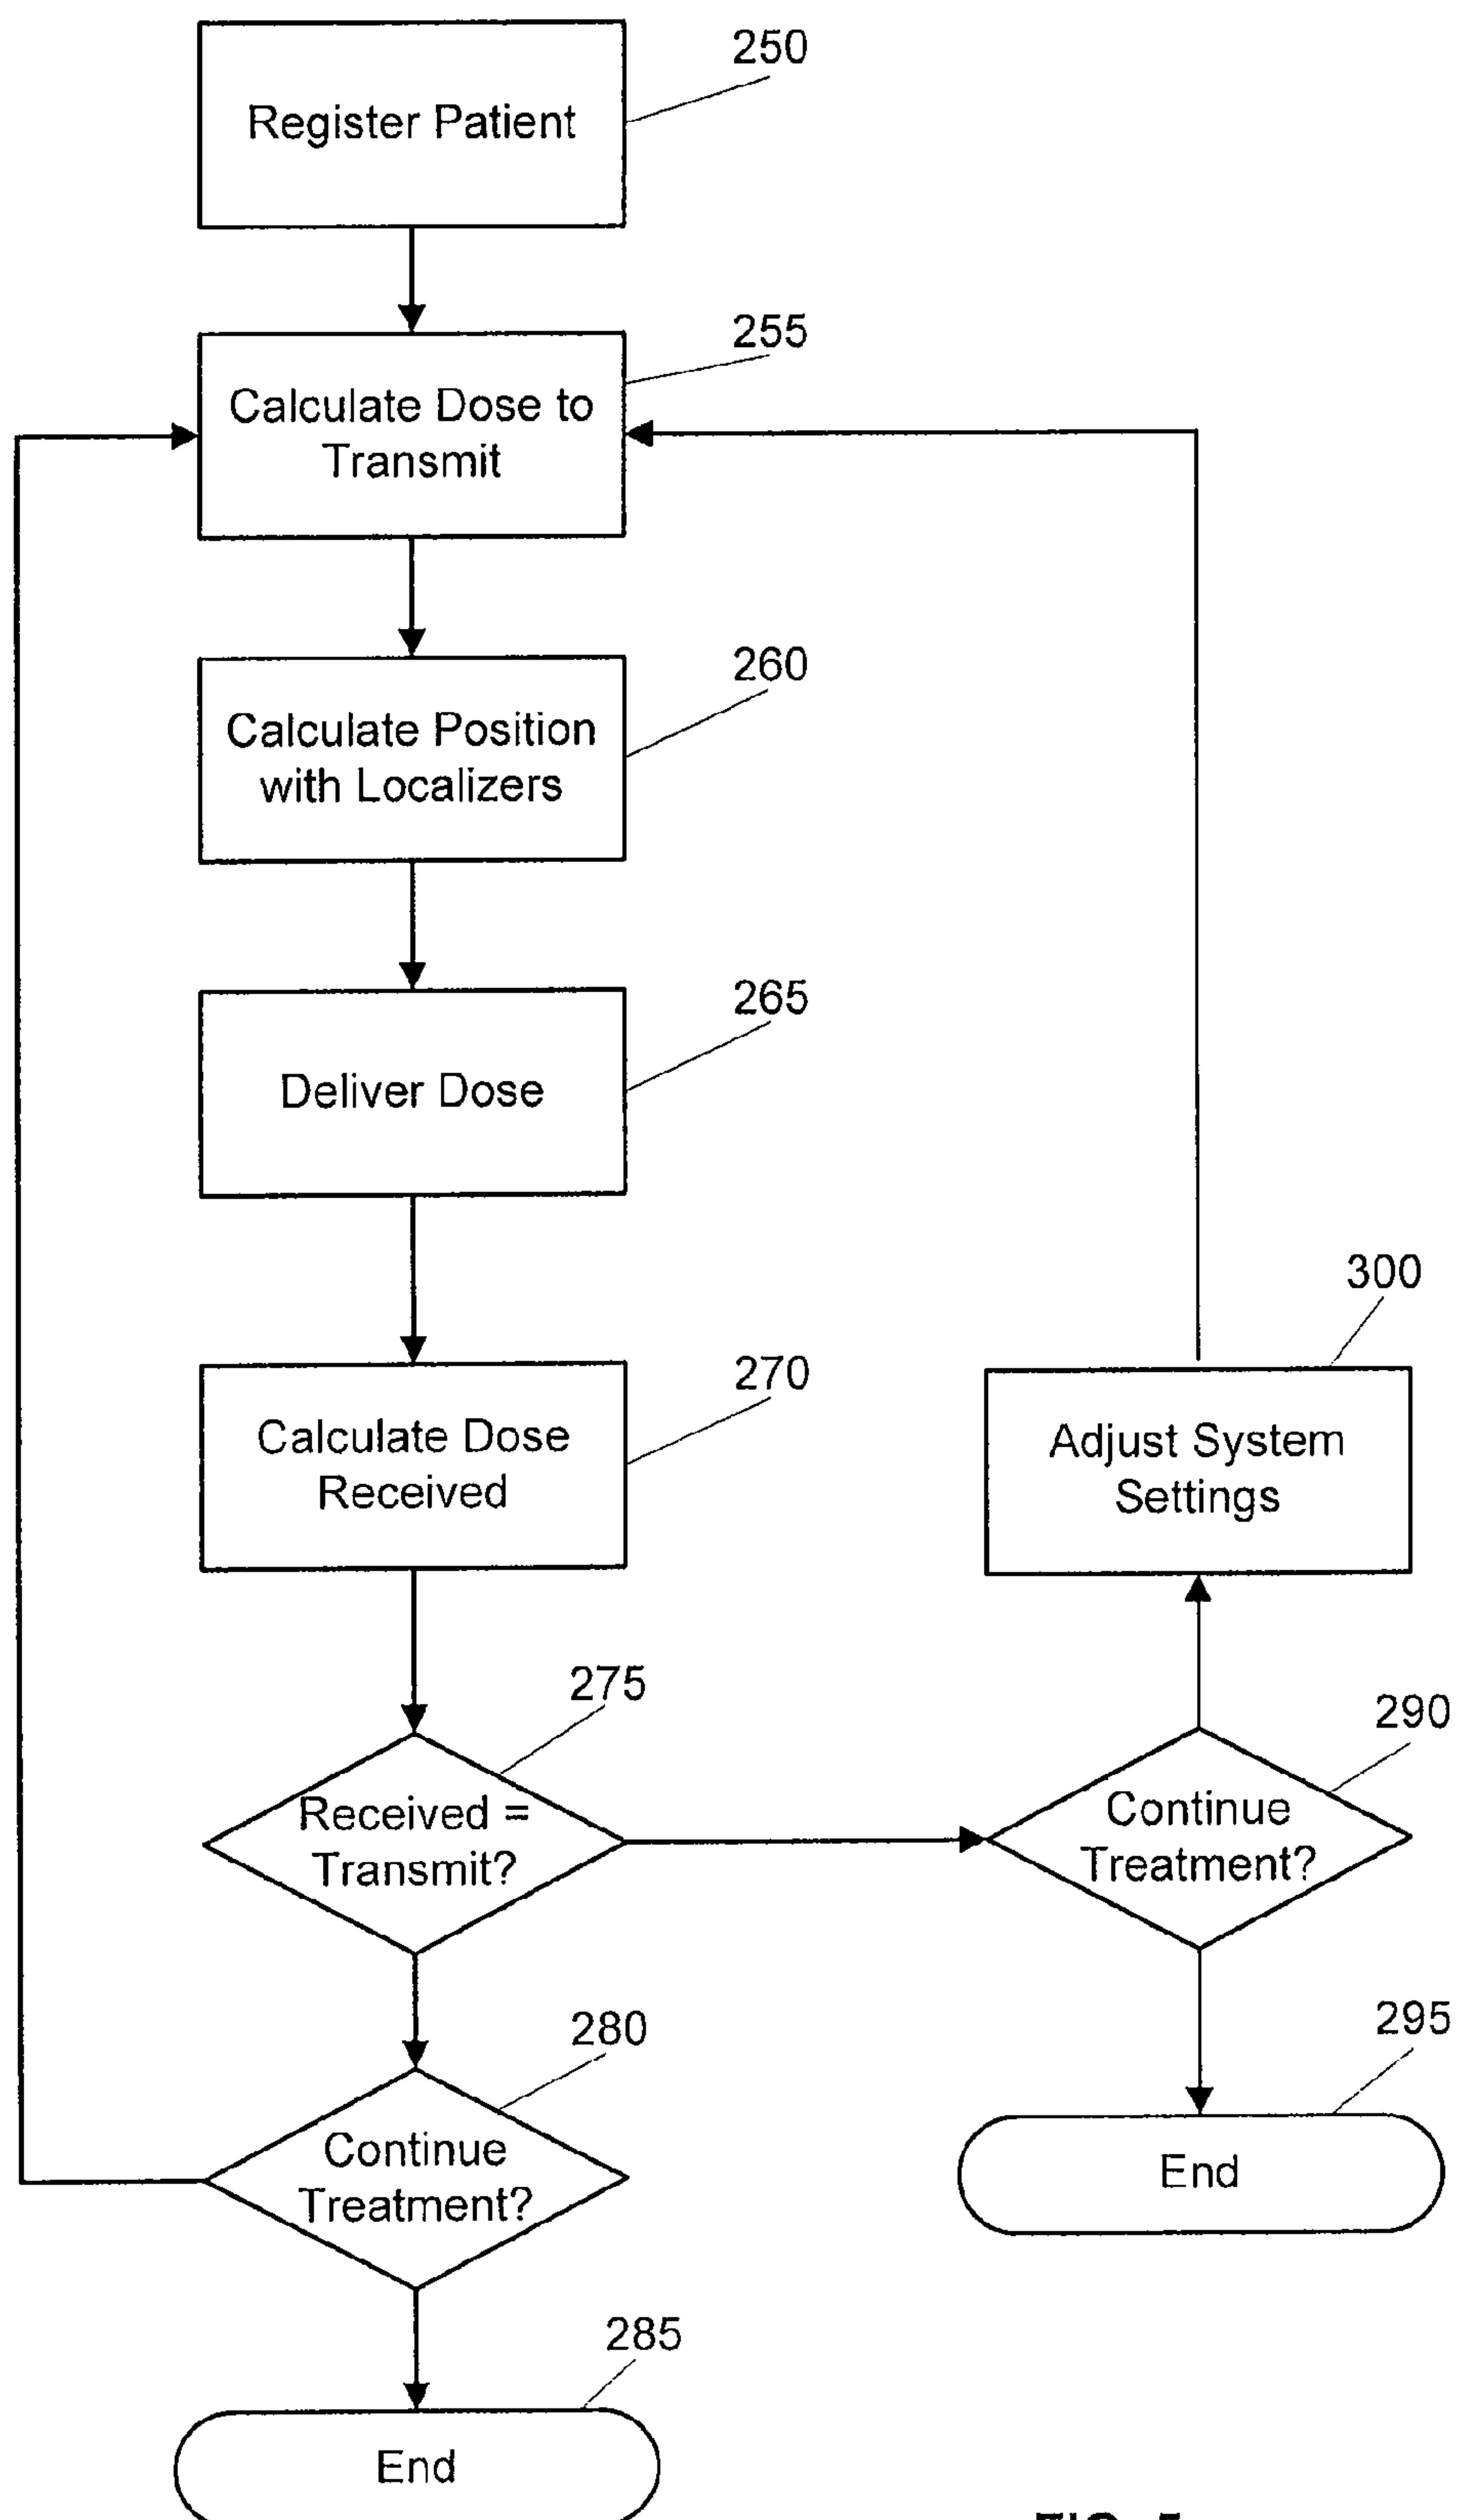 250
Register Patient
255
Calculate Dose to
Transmit
260
Calculate Position
with Localizers
265
Deliver Dose
270
Calculate Dose
Received
300
Adjust System
Settings
275
Received =
Transmit?
290
Continue
Treatment?
280
Continue
Treatment?
295
End
285
End